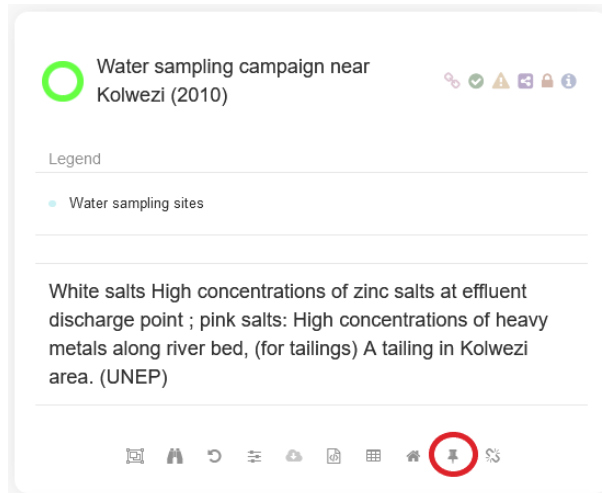 Water sampling campaign near
Kolwezi (2010)
Legend
Water sampling sites
White salts High concentrations of zinc salts at effluent
discharge point ; pink salts: High concentrations of heavy
metals along river bed, (for tailings) A tailing in Kolwezi
area. (UNEP)